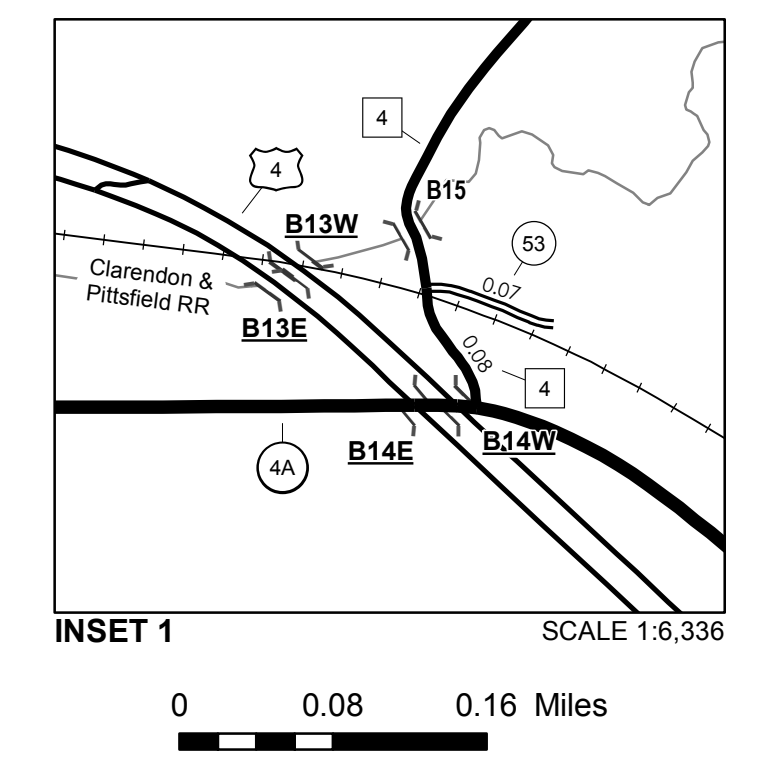 4
4
B15
B13W
53
Clarendon &
Pittsfield RR
0.07
B13E
0.08
4
B14W
B14E
4A
INSET 1
SCALE 1:6,336
0 0.08 0.16 Miles